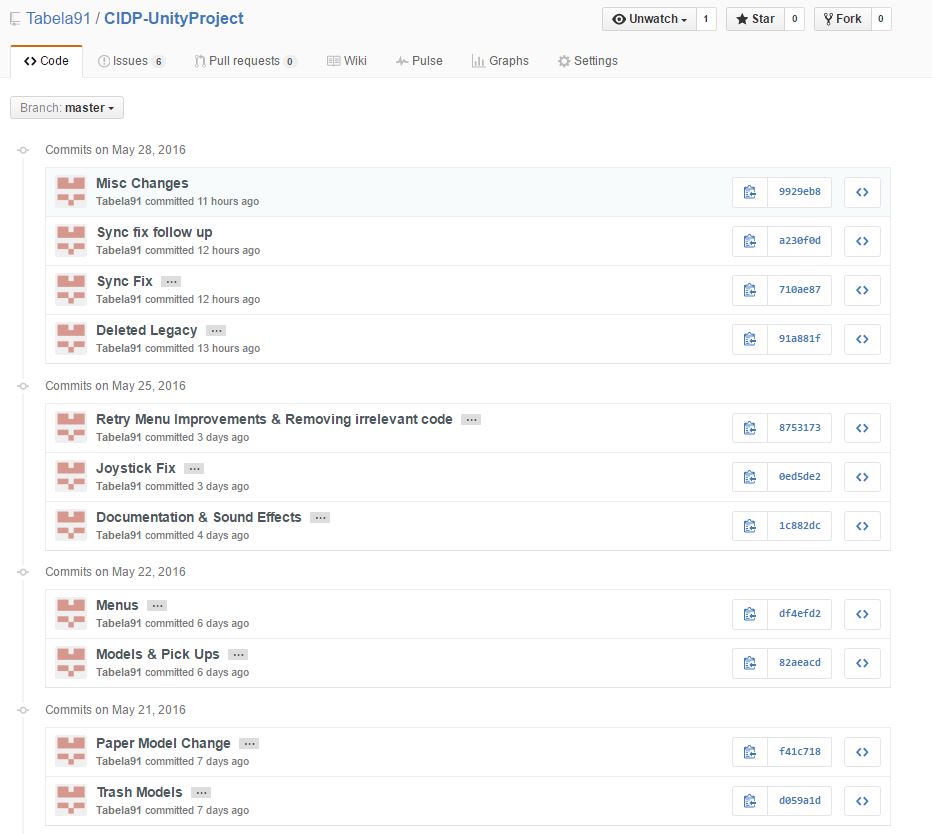 Tabela91 / CIDP-UnityProject
Unwatch 1 Star 0 Fork 0
Code Issues 6 Pull requests 0 Wiki Pulse Graphs Settings
Branch: master
Commits on May 28, 2016
Misc Changes
Tabela91 committed 11 hours ago
9929eb8
Sync fix follow up
Tabela91 committed 12 hours ago
a230f0d
Sync Fix …
Tabela91 committed 12 hours ago
710ae87
Deleted Legacy …
Tabela91 committed 13 hours ago
91a881f
Commits on May 25, 2016
Retry Menu Improvements & Removing irrelevant code …
Tabela91 committed 3 days ago
8753173
Joystick Fix …
Tabela91 committed 3 days ago
0ed5de2
Documentation & Sound Effects …
Tabela91 committed 4 days ago
1c882dc
Commits on May 22, 2016
Menus …
Tabela91 committed 6 days ago
df4efd2
Models & Pick Ups …
Tabela91 committed 6 days ago
82aeacd
Commits on May 21, 2016
Paper Model Change …
Tabela91 committed 7 days ago
f41c718
Trash Models …
Tabela91 committed 7 days ago
d059a1d